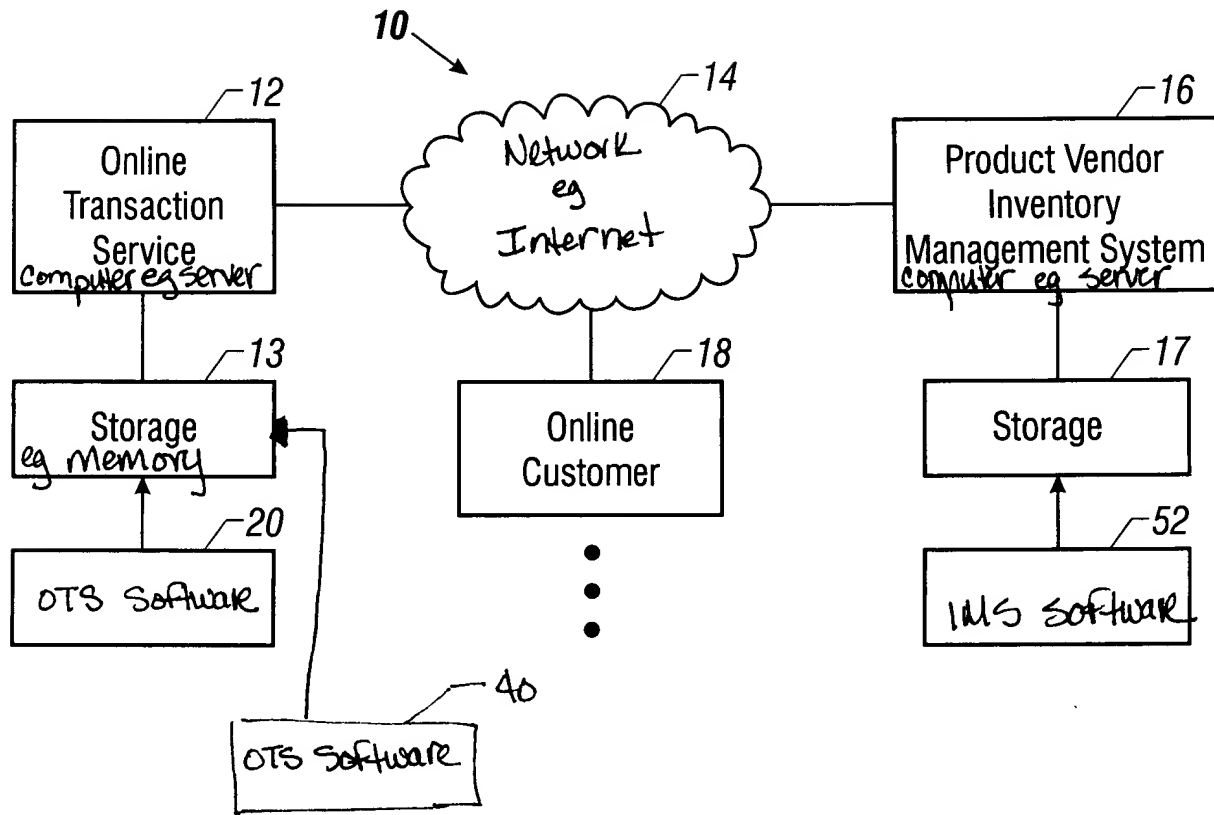 10
12
Online
Transaction
Service
computer eg server
14
Network
eg
Internet
16
Product Vendor
Inventory
Management System
computer eg server
13
Storage
eg memory
18
Online
Customer
17
Storage
20
OTS Software
52
IMS Software
40
OTS Software